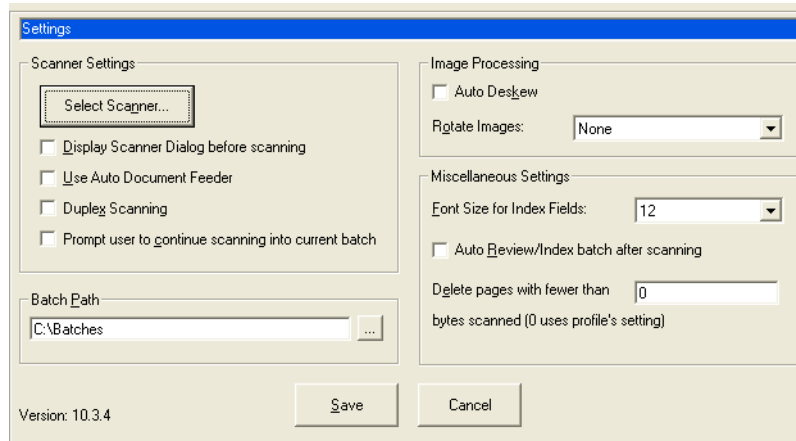 Settings
Scanner Settings
Select Scanner...
Display Scanner Dialog before scanning
Use Auto Document Feeder
Duplex Scanning
Prompt user to continue scanning into current batch
Batch Path
C:\Batches
...
Image Processing
Auto Deskew
Rotate Images: None
Miscellaneous Settings
Font Size for Index Fields: 12
Auto Review/Index batch after scanning
Delete pages with fewer than 0
bytes scanned (0 uses profile's setting)
Version: 10.3.4
Save
Cancel